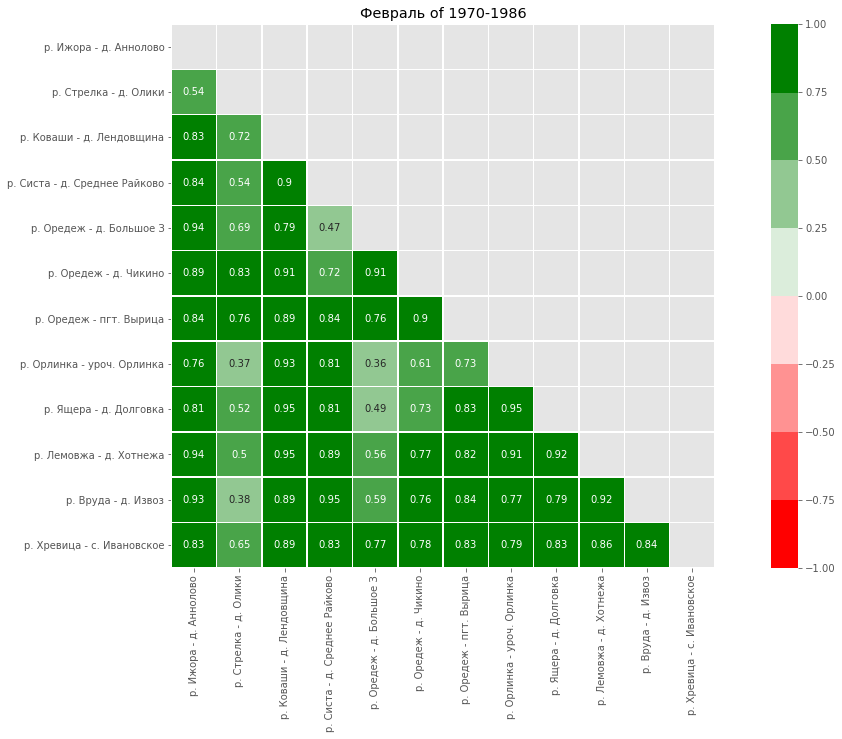 Февраль of 1970-1986
р. Ижора - д. Аннолово
р. Стрелка - д. Олики
0.54
р. Коваши - д. Лендовщина
0.83 0.72
р. Систа - д. Среднее Райково
0.84 0.54 0.9
р. Оредеж - д. Большое З
0.94 0.69 0.79 0.47
р. Оредеж - д. Чикино
0.89 0.83 0.91 0.72 0.91
р. Оредеж - пгт. Вырица
0.84 0.76 0.89 0.84 0.76 0.9
р. Орлинка - уроч. Орлинка
0.76 0.37 0.93 0.81 0.36 0.61 0.73
р. Ящера - д. Долговка
0.81 0.52 0.95 0.81 0.49 0.73 0.83 0.95
р. Лемовжа - д. Хотнежа
0.94 0.5 0.95 0.89 0.56 0.77 0.82 0.91 0.92
р. Вруда - д. Извоз
0.93 0.38 0.89 0.95 0.59 0.76 0.84 0.77 0.79 0.92
р. Хревица - с. Ивановское
0.83 0.65 0.89 0.83 0.77 0.78 0.83 0.79 0.83 0.86 0.84
р. Ижора - д. Аннолово
р. Стрелка - д. Олики
р. Коваши - д. Лендовщина
р. Систа - д. Среднее Райково
р. Оредеж - д. Большое З
р. Оредеж - д. Чикино
р. Оредеж - пгт. Вырица
р. Орлинка - уроч. Орлинка
р. Ящера - д. Долговка
р. Лемовжа - д. Хотнежа
р. Вруда - д. Извоз
р. Хревица - с. Ивановское
1.00
0.75
0.50
0.25
0.00
−0.25
−0.50
−0.75
−1.00